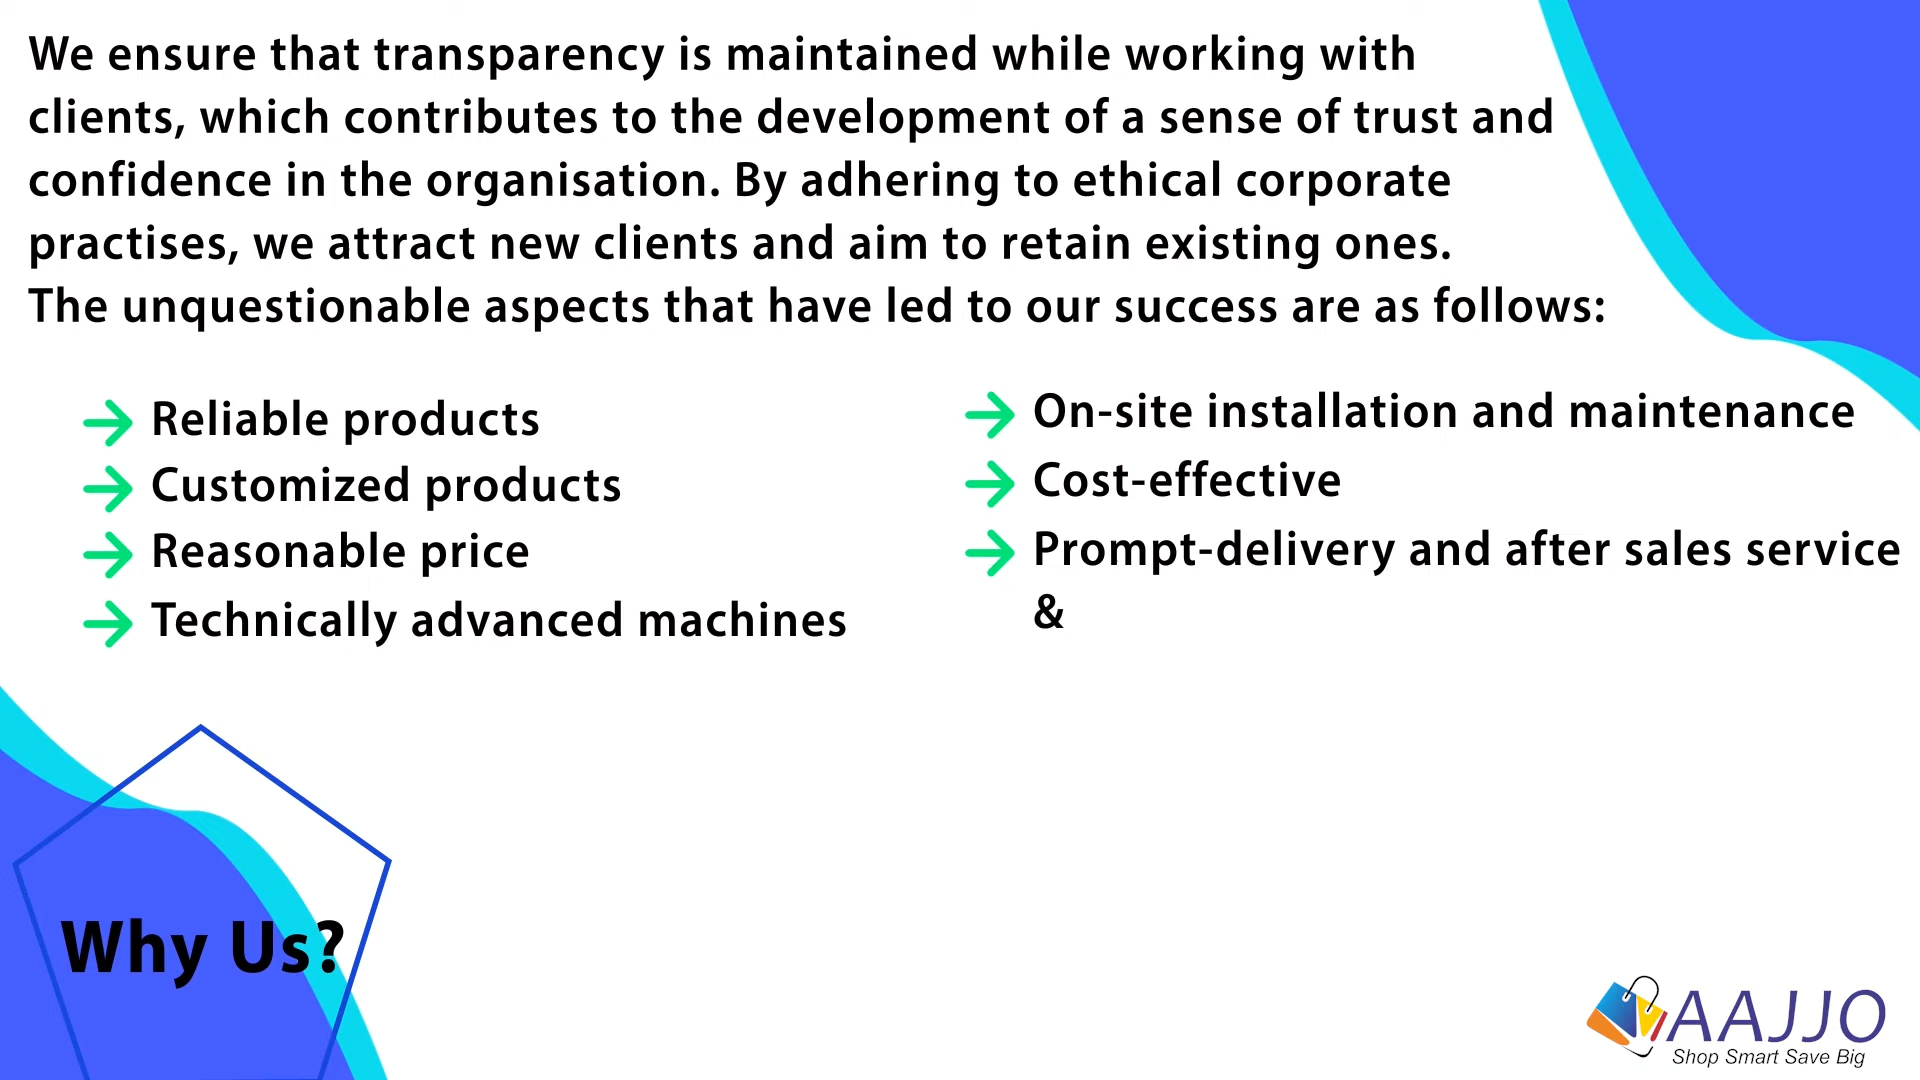 We ensure that transparency is maintained while working with
clients, which contributes to the development of a sense of trust and
confidence in the organisation. By adhering to ethical corporate
practises, we attract new clients and aim to retain existing ones.
The unquestionable aspects that have led to our success are as follows:
Reliable products
Customized products
Reasonable price
Technically advanced machines
On-site installation and maintenance
Cost-effective
Prompt-delivery and after sales service
&
Why Us?
AAJJO
Shop Smart Save Big